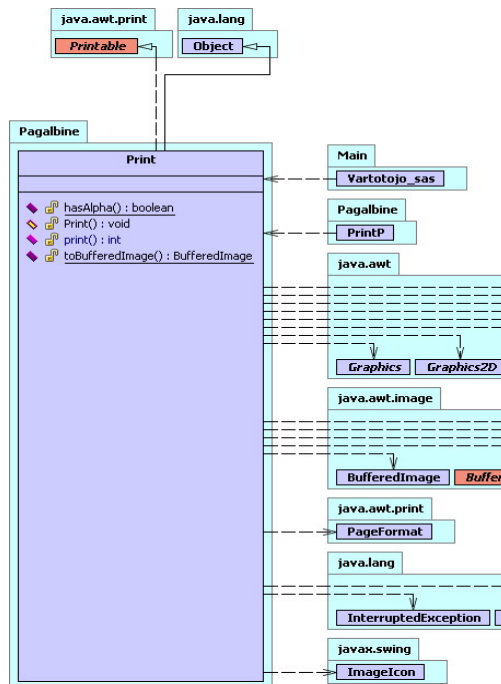 java.awt.print
java.lang
Printable
Object
Pagalbine
Print
hasAlpha() : boolean
Print() : void
print() : int
toBufferedImage() : BufferedImage
Main
Vartotojo_sas
Pagalbine
PrintP
java.awt
Graphics
Graphics2D
java.awt.image
BufferedImage
java.awt.print
PageFormat
java.lang
InterruptedException
javax.swing
ImageIcon